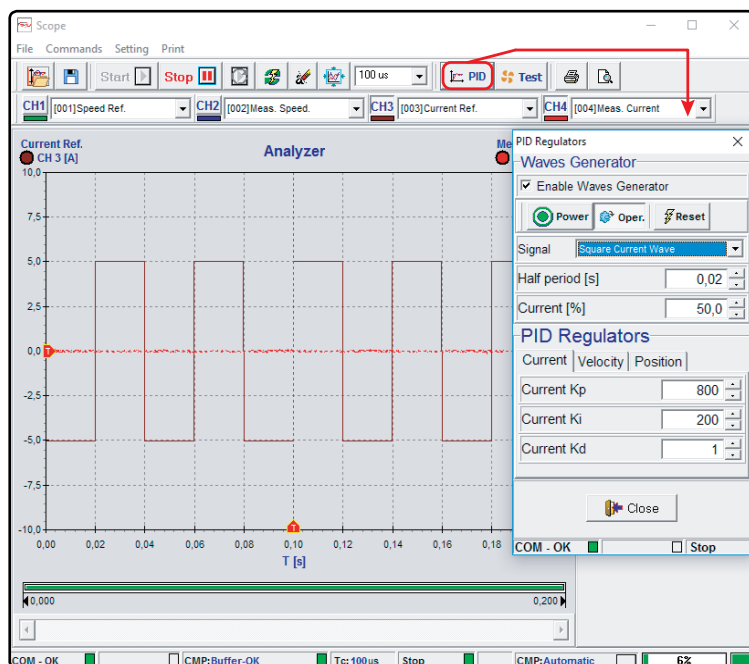 Scope
File Commands Setting Print
Start Stop 100 us PID Test
CH1 [001]Speed Ref. CH2 [002]Meas. Speed. CH3 [003]Current Ref. CH4 [004]Meas. Current
Current Ref.
CH 3 [A]
Analyzer
Me
10,0
7,5
5,0
2,5
0,0
-2,5
-5,0
-7,5
-10,0
T
T
0,00 0,02 0,04 0,06 0,08 0,10 0,12 0,14 0,16 0,18
T [s]
0,000 0,200
COM - OK CMP:Buffer-OK Tc:100us Stop CMP:Automatic 6%
PID Regulators
Waves Generator
Enable Waves Generator
Power Oper. Reset
Signal Square Current Wave
Half period [s] 0,02
Current [%] 50,0
PID Regulators
Current Velocity Position
Current Kp 800
Current Ki 200
Current Kd 1
Close
COM - OK Stop